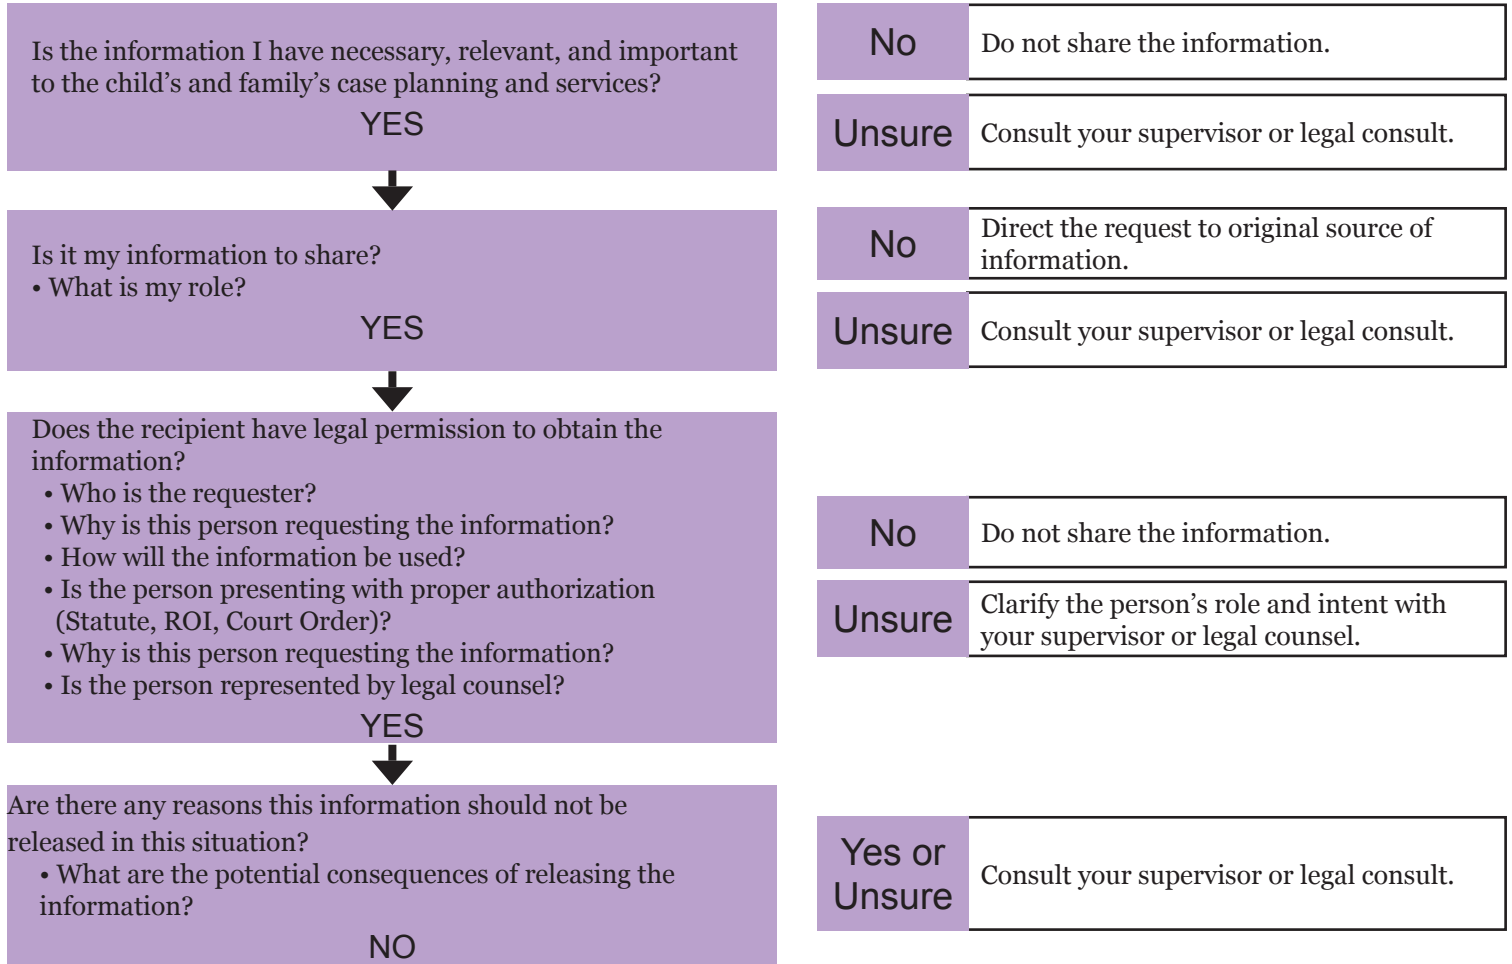 Is the information I have necessary, relevant, and important
to the child’s and family’s case planning and services?
YES
No
Do not share the information.
Unsure
Consult your supervisor or legal consult.
Is it my information to share?
• What is my role?
YES
No
Direct the request to original source of
information.
Unsure
Consult your supervisor or legal consult.
Does the recipient have legal permission to obtain the
information?
• Who is the requester?
• Why is this person requesting the information?
• How will the information be used?
• Is the person presenting with proper authorization
(Statute, ROI, Court Order)?
• Why is this person requesting the information?
• Is the person represented by legal counsel?
YES
No
Do not share the information.
Unsure
Clarify the person’s role and intent with
your supervisor or legal counsel.
Are there any reasons this information should not be
released in this situation?
• What are the potential consequences of releasing the
information?
NO
Yes or
Unsure
Consult your supervisor or legal consult.